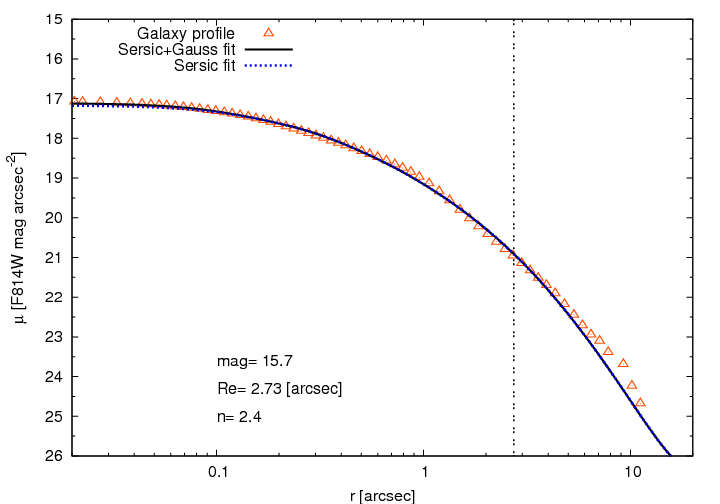 Galaxy profile
Sersic+Gauss fit
Sersic fit
15
16
17
18
19
20
21
22
23
24
25
26
μ [F814W mag arcsec-2]
mag= 15.7
Re= 2.73 [arcsec]
n= 2.4
0.1 1 10
r [arcsec]